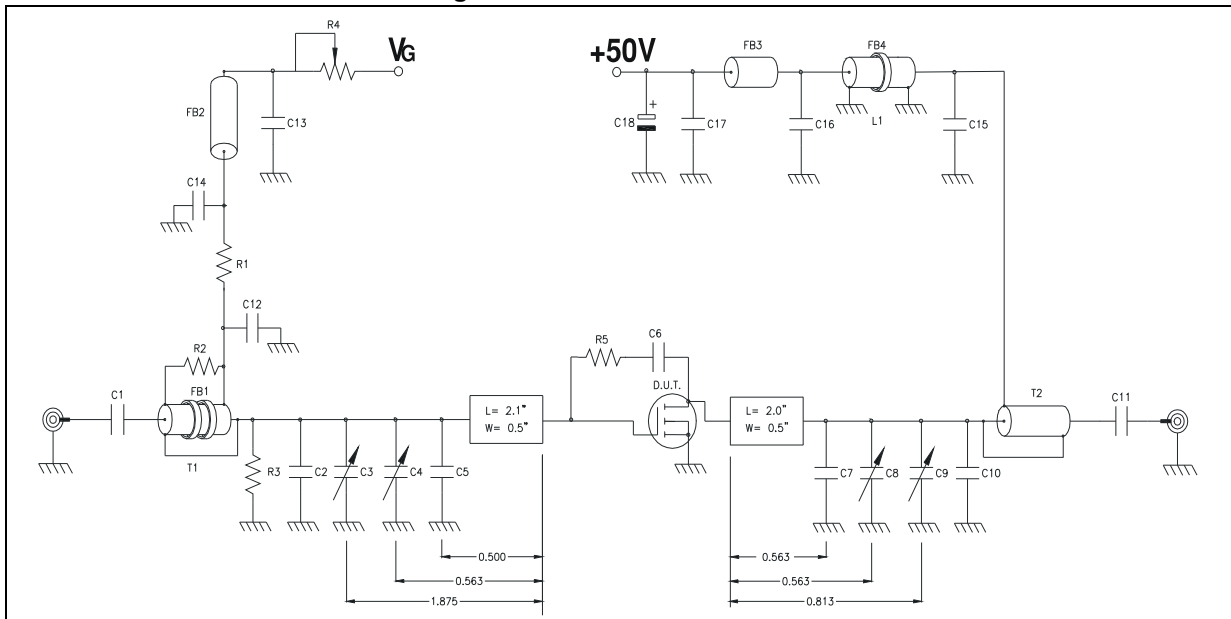 R4
VG
+50V
FB3
FB4
FB2
C13
C18
+
C17
C16
L1
C15
C14
R1
C12
R2
FB1
C1
T1
R3
C2
C3
C4
C5
L= 2.1"
W= 0.5"
R5
C6
D.U.T.
L= 2.0"
W= 0.5"
C7
C8
C9
C10
T2
C11
0.500
0.563
1.875
0.563
0.563
0.813